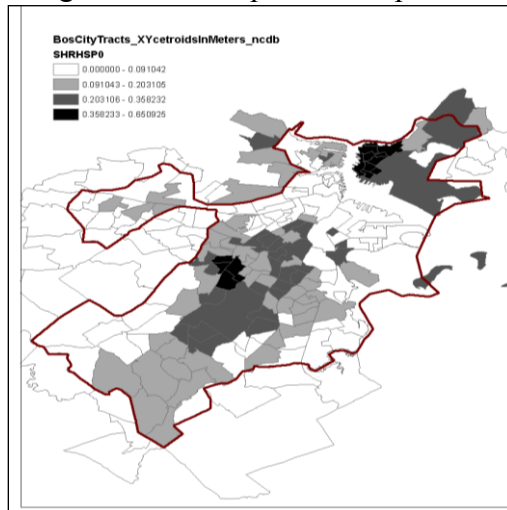 BosCityTracts_XYcetroidsInMeters_ncdb
SHRHSP0
0.000000 - 0.091042
0.091043 - 0.203105
0.203106 - 0.358232
0.358233 - 0.650925